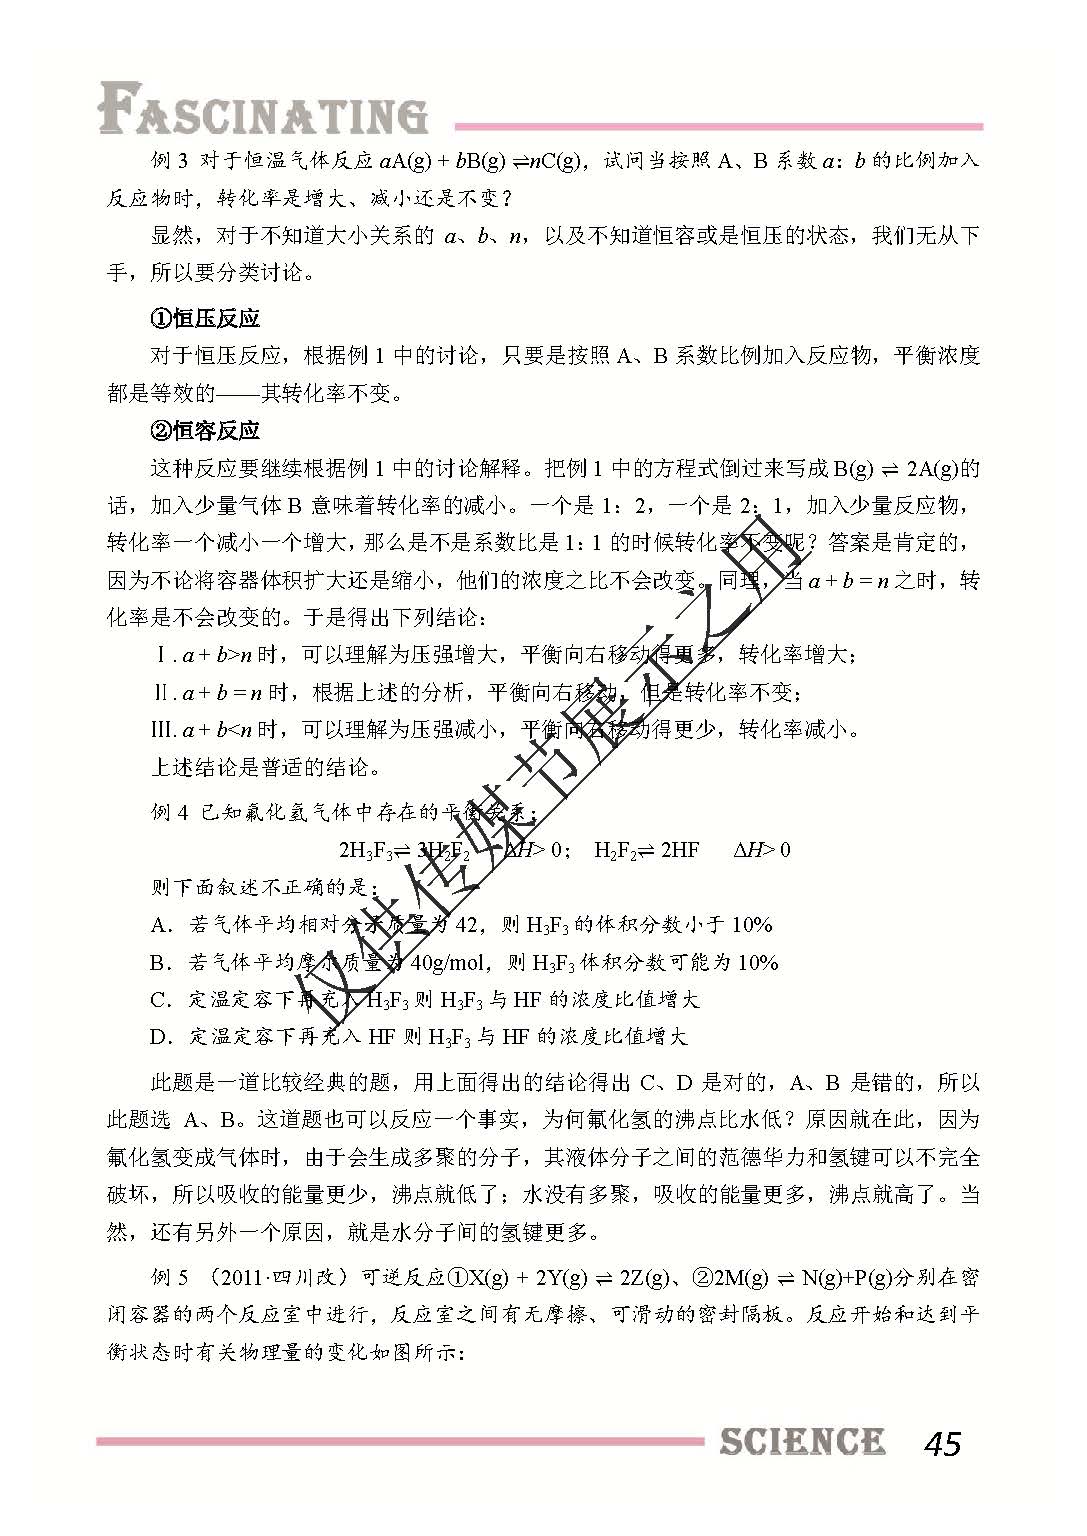 FASCINATING
例 3 对于恒温气体反应 aA(g) + bB(g) ⇌nC(g)，试问当按照 A、B 系数 a：b 的比例加入
反应物时，转化率是增大、减小还是不变？
显然，对于不知道大小关系的 a、b、n，以及不知道恒容或是恒压的状态，我们无从下
手，所以要分类讨论。
①恒压反应
对于恒压反应，根据例 1 中的讨论，只要是按照 A、B 系数比例加入反应物，平衡浓度
都是等效的——其转化率不变。
②恒容反应
这种反应要继续根据例 1 中的讨论解释。把例 1 中的方程式倒过来写成 B(g) ⇌ 2A(g)的
话，加入少量气体 B 意味着转化率的减小。一个是 1：2，一个是 2：1，加入少量反应物，
转化率一个减小一个增大，那么是不是系数比是 1：1 的时候转化率不变呢？答案是肯定的，
因为不论将容器体积扩大还是缩小，他们的浓度之比不会改变。同理，当 a + b = n 之时，转
化率是不会改变的。于是得出下列结论：
Ⅰ. a + b>n 时，可以理解为压强增大，平衡向右移动得更多，转化率增大；
Ⅱ. a + b = n 时，根据上述的分析，平衡向右移动，但是转化率不变；
Ⅲ. a + b<n 时，可以理解为压强减小，平衡向右移动得更少，转化率减小。
上述结论是普适的结论。
例 4 已知氟化氢气体中存在的平衡关系：
2H₃F₃⇌ 3H₂F₂ ΔH> 0； H₂F₂⇌ 2HF ΔH> 0
则下面叙述不正确的是：
A．若气体平均相对分子质量为 42，则 H₃F₃ 的体积分数小于 10%
B．若气体平均摩尔质量为 40g/mol，则 H₃F₃ 体积分数可能为 10%
C．定温定容下再充入 H₃F₃ 则 H₃F₃ 与 HF 的浓度比值增大
D．定温定容下再充入 HF 则 H₃F₃ 与 HF 的浓度比值增大
此题是一道比较经典的题，用上面得出的结论得出 C、D 是对的，A、B 是错的，所以
此题选 A、B。这道题也可以反应一个事实，为何氟化氢的沸点比水低？原因就在此，因为
氟化氢变成气体时，由于会生成多聚的分子，其液体分子之间的范德华力和氢键可以不完全
破坏，所以吸收的能量更少，沸点就低了；水没有多聚，吸收的能量更多，沸点就高了。当
然，还有另外一个原因，就是水分子间的氢键更多。
例 5 （2011·四川改）可逆反应①X(g) + 2Y(g) ⇌ 2Z(g)、②2M(g) ⇌ N(g)+P(g)分别在密
闭容器的两个反应室中进行，反应室之间有无摩擦、可滑动的密封隔板。反应开始和达到平
衡状态时有关物理量的变化如图所示：
仅供传媒节展示之用
SCIENCE 45